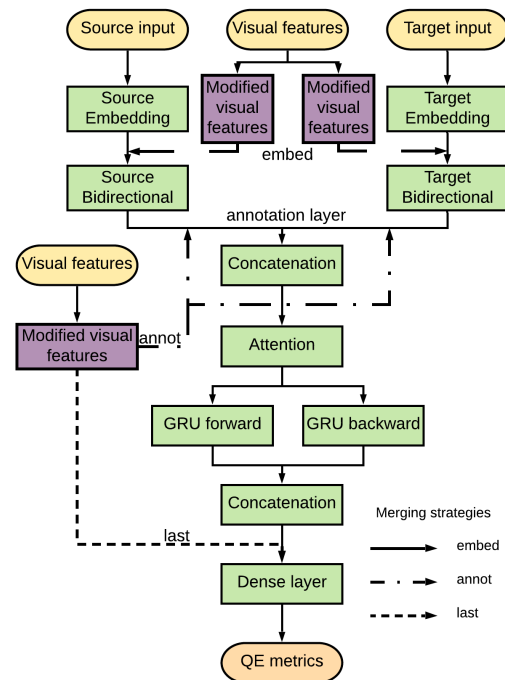 Source input
Visual features
Target input
Source
Embedding
Modified
visual
features
Modified
visual
features
Target
Embedding
embed
Source
Bidirectional
Target
Bidirectional
annotation layer
Visual features
Concatenation
Modified visual
features
annot
Attention
GRU forward
GRU backward
Concatenation
Merging strategies
last
embed
Dense layer
annot
last
QE metrics